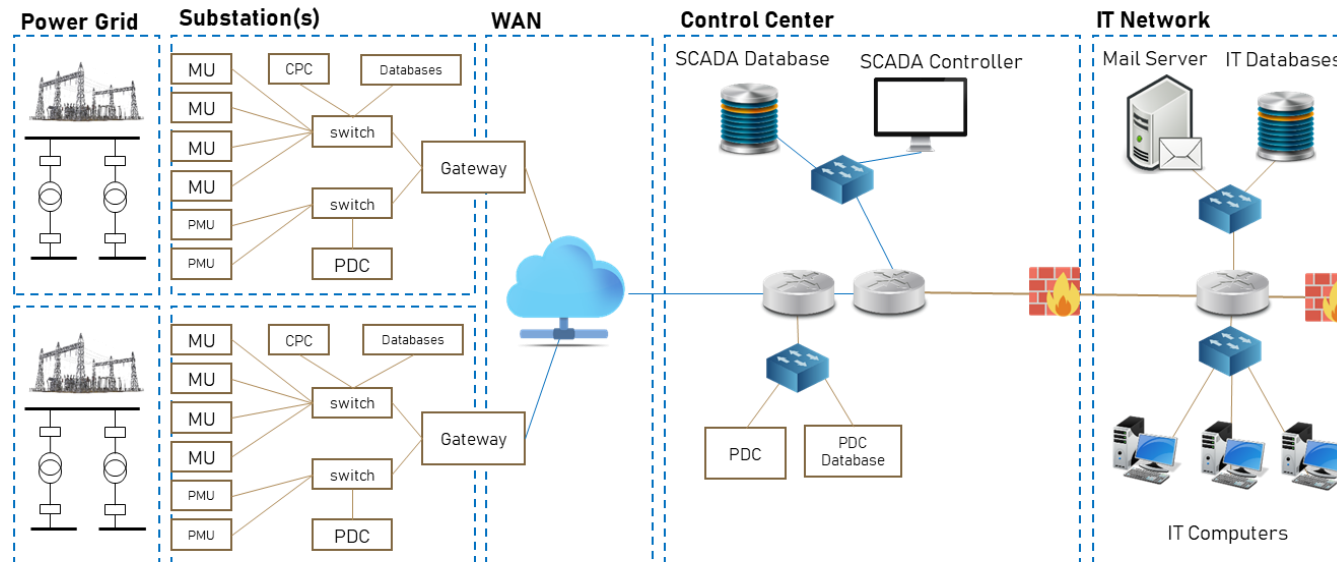 Power Grid
Substation(s)
WAN
Control Center
IT Network
MU
MU
MU
MU
PMU
PMU
CPC
Databases
switch
switch
PDC
Gateway
MU
MU
MU
MU
PMU
PMU
CPC
Databases
switch
switch
PDC
Gateway
SCADA Database
SCADA Controller
PDC
PDC
Database
Mail Server
IT Databases
IT Computers